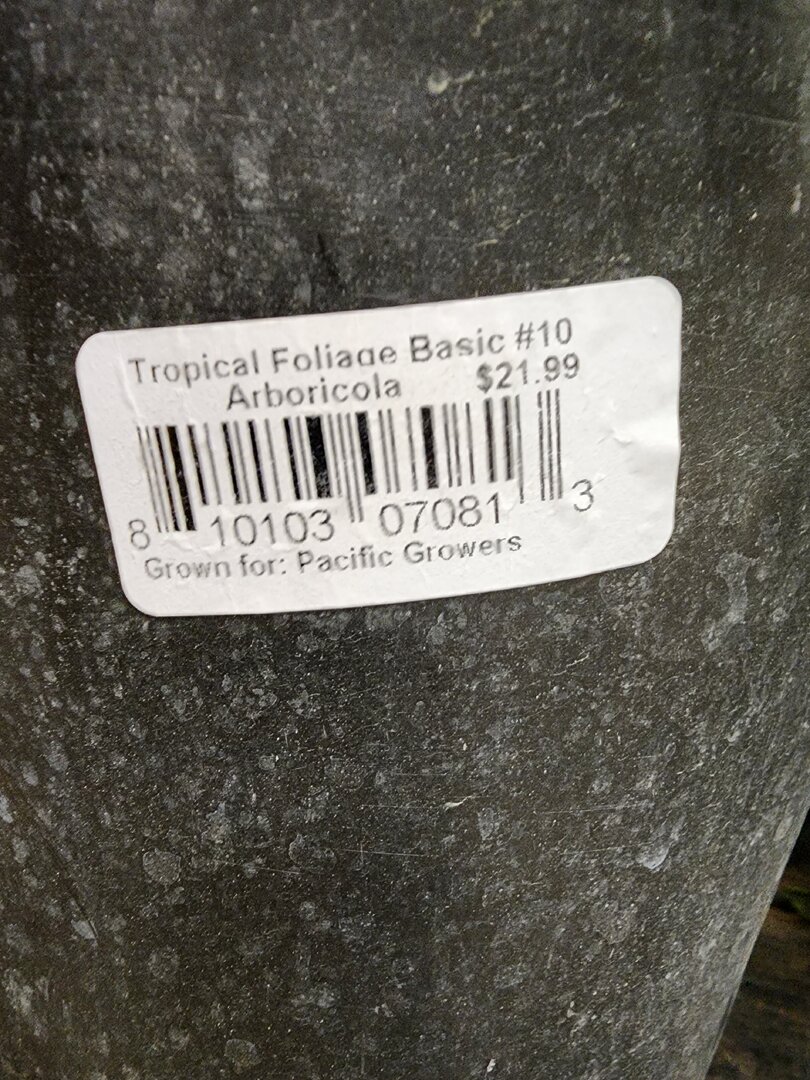 Tropical Foliage Basic #10
Arboricola $21.99
8 10103 07081 3
Grown for: Pacific Growers